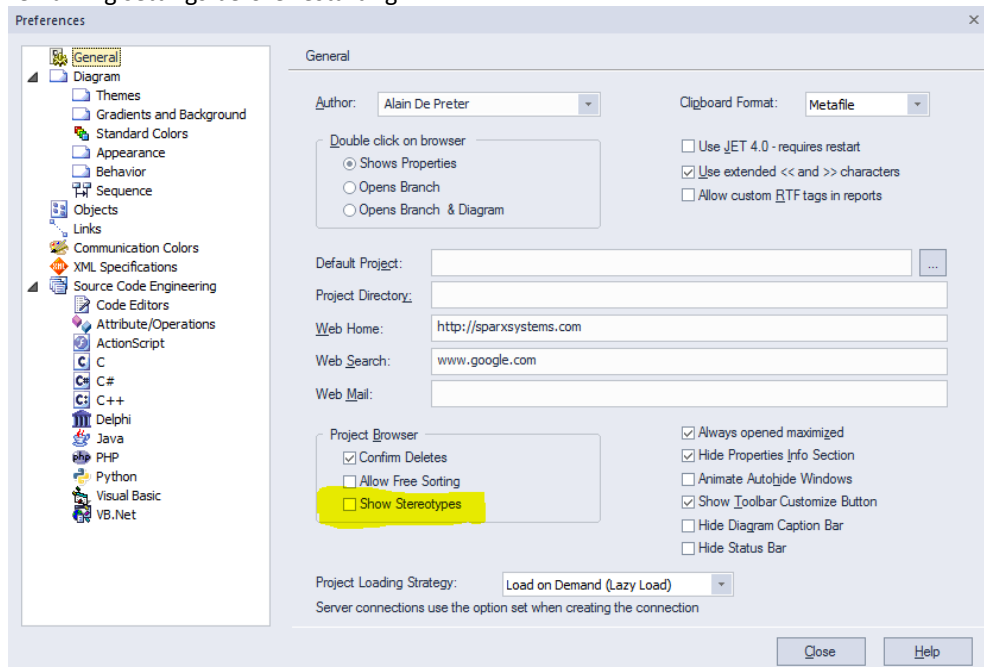 Preferences
General
Diagram
Themes
Gradients and Background
Standard Colors
Appearance
Behavior
Sequence
Objects
Links
Communication Colors
XML Specifications
Source Code Engineering
Code Editors
Attribute/Operations
ActionScript
C
C#
C++
Delphi
Java
PHP
Python
Visual Basic
VB.Net
General
Author: Alain De Preter
Clipboard Format: Metafile
Double click on browser
Shows Properties
Opens Branch
Opens Branch & Diagram
Use JET 4.0 - requires restart
Use extended << and >> characters
Allow custom RTF tags in reports
Default Project: ...
Project Directory:
Web Home: http://sparxsystems.com
Web Search: www.google.com
Web Mail:
Project Browser
Confirm Deletes
Allow Free Sorting
Show Stereotypes
Always opened maximized
Hide Properties Info Section
Animate Autohide Windows
Show Toolbar Customize Button
Hide Diagram Caption Bar
Hide Status Bar
Project Loading Strategy: Load on Demand (Lazy Load)
Server connections use the option set when creating the connection
Close Help